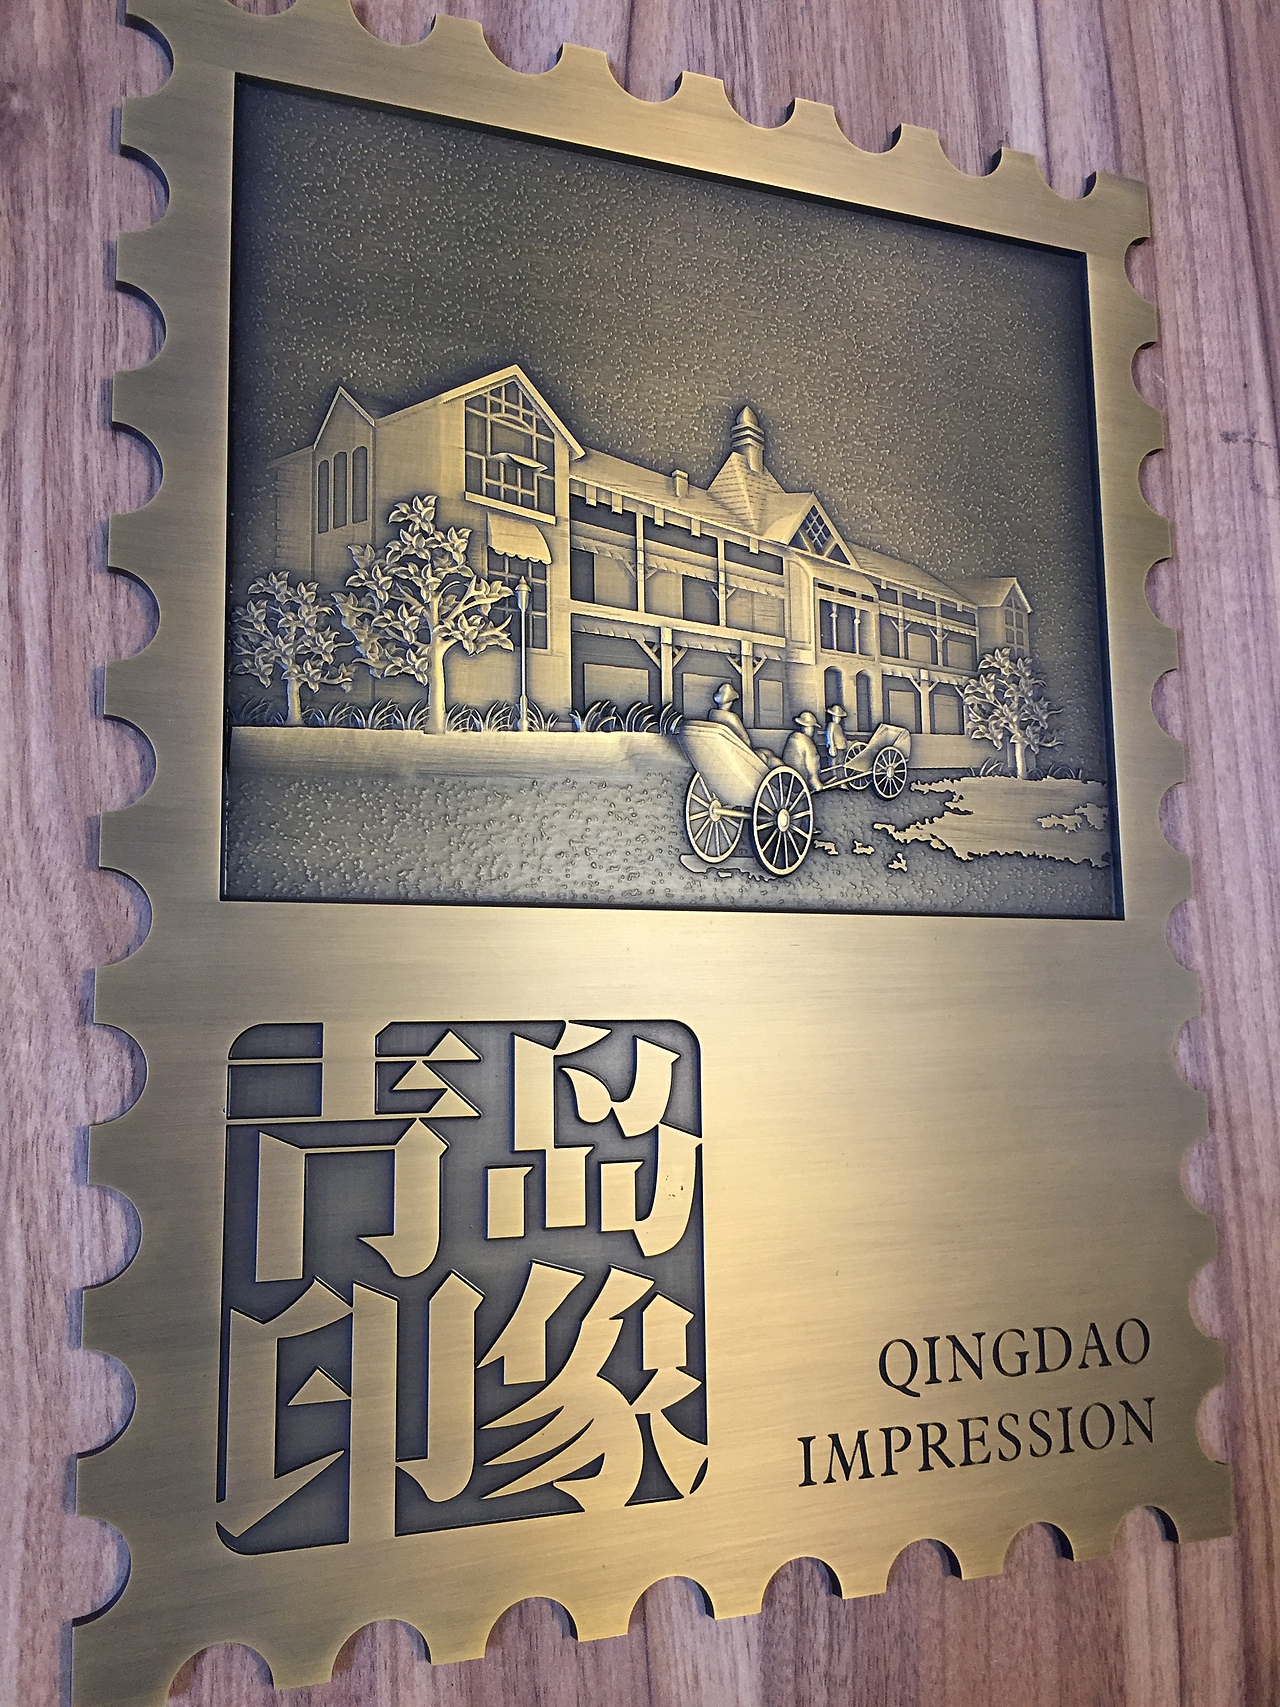 青岛
印象
QINGDAO
IMPRESSION